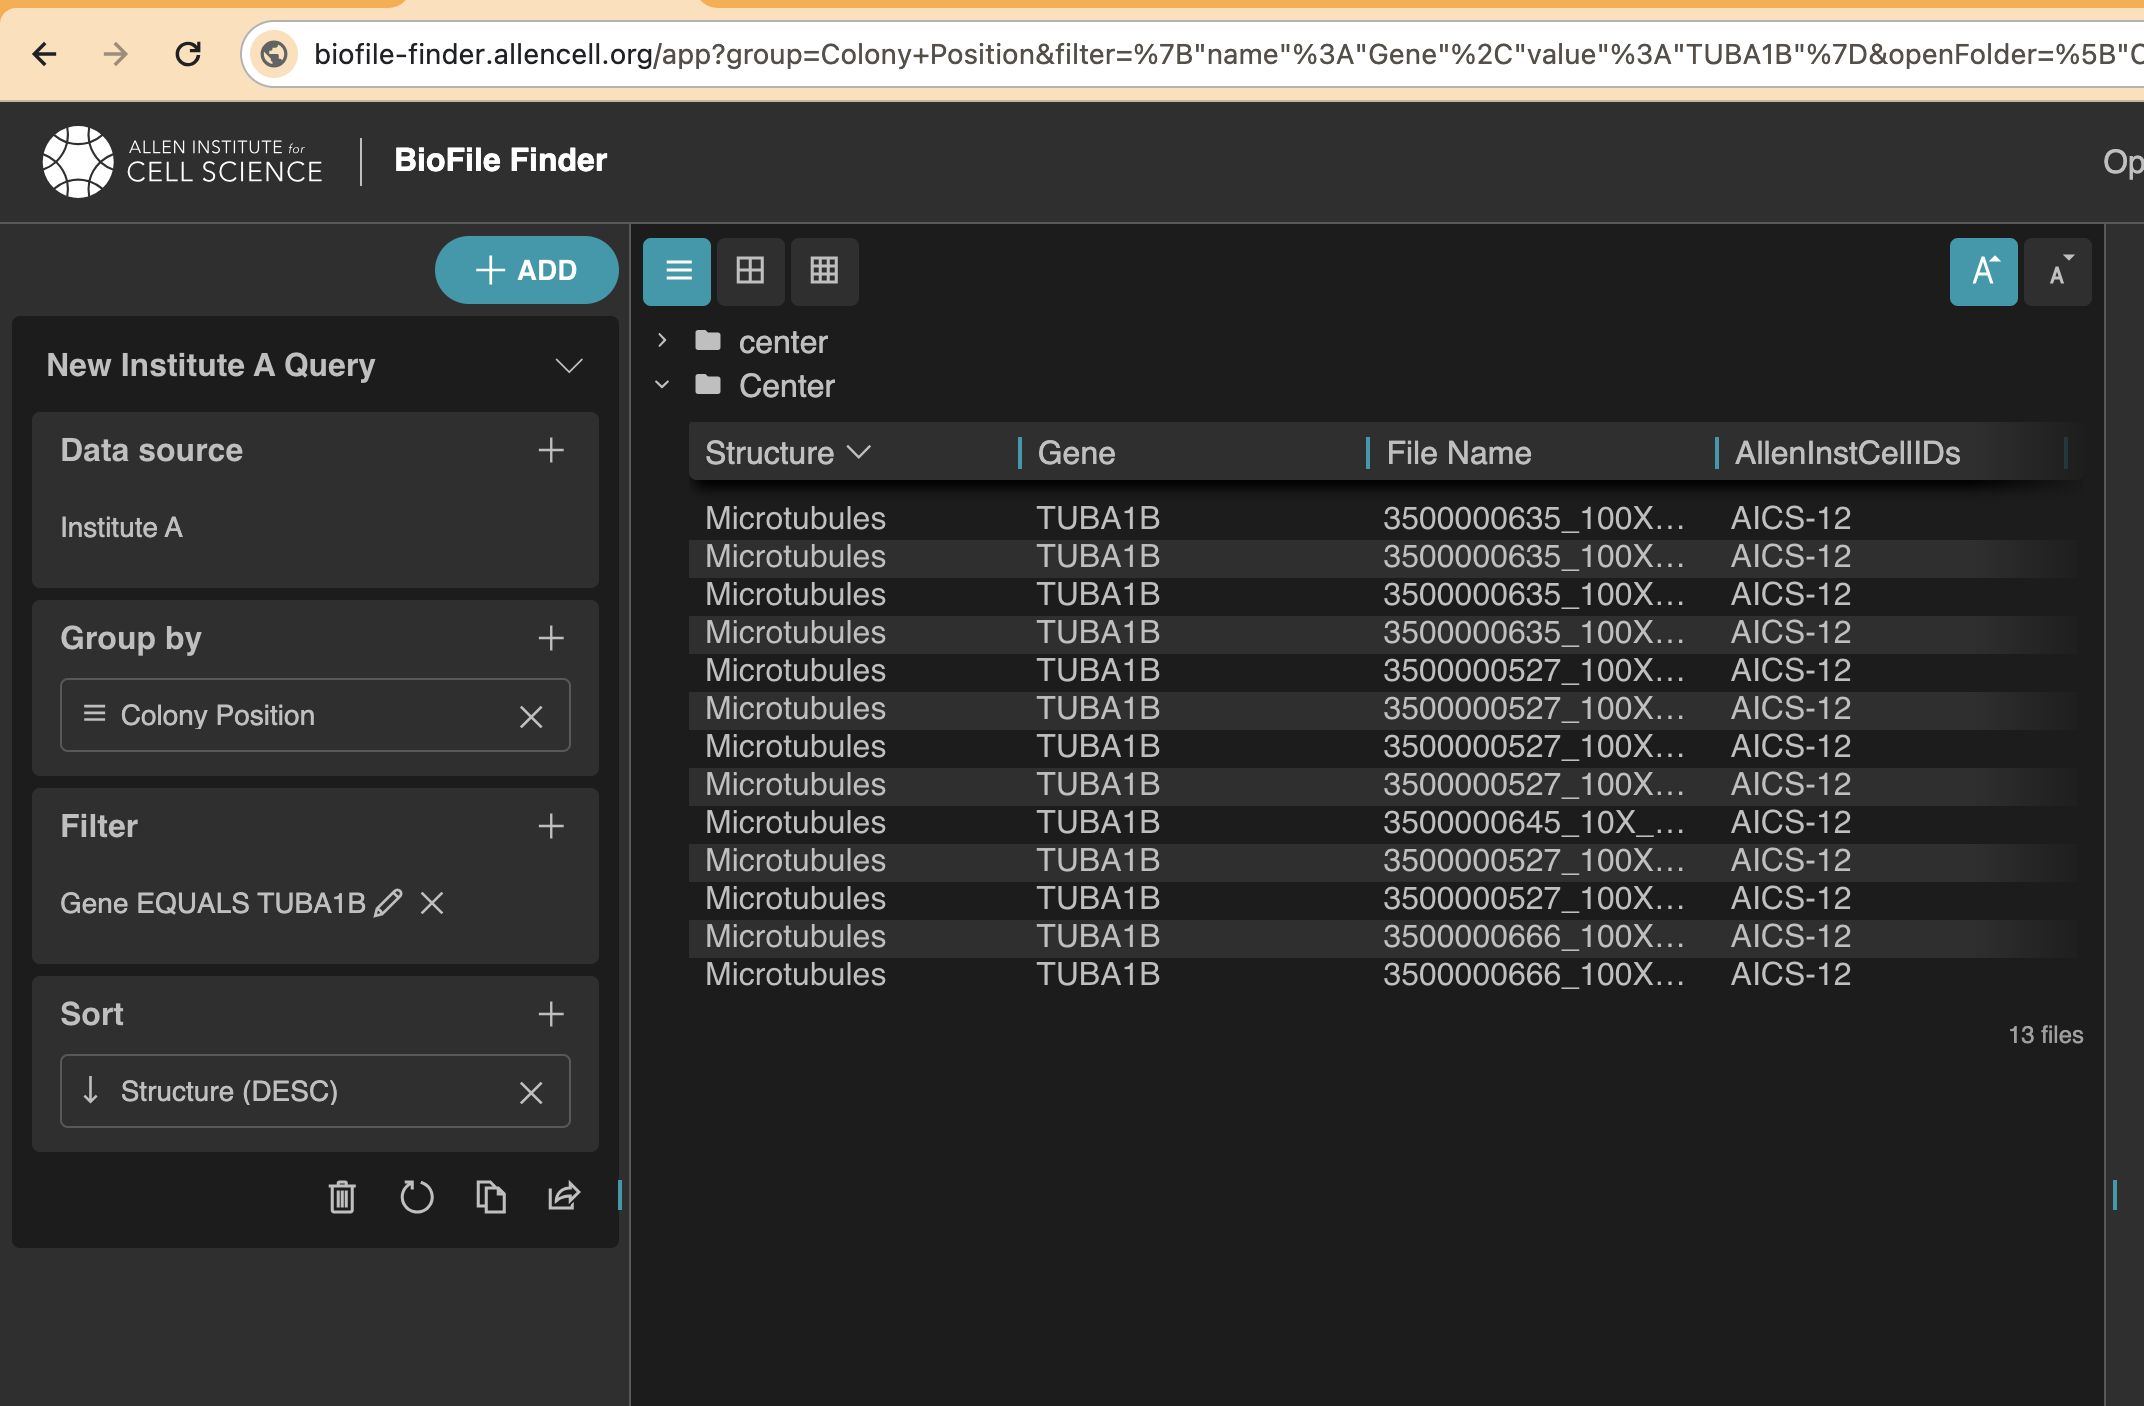 biofile-finder.allencell.org/app?group=Colony+Position&filter=%7B"name"%3A"Gene"%2C"value"%3A"TUBA1B"%7D&openFolder=%5B"C
ALLEN INSTITUTE for
CELL SCIENCE
BioFile Finder
Op
+ ADD
New Institute A Query
Data source
Institute A
Group by
Colony Position
Filter
Gene EQUALS TUBA1B
Sort
Structure (DESC)
A
A
center
Center
Structure Gene File Name AllenInstCellIDs
Microtubules TUBA1B 3500000635_100X... AICS-12
Microtubules TUBA1B 3500000635_100X... AICS-12
Microtubules TUBA1B 3500000635_100X... AICS-12
Microtubules TUBA1B 3500000635_100X... AICS-12
Microtubules TUBA1B 3500000527_100X... AICS-12
Microtubules TUBA1B 3500000527_100X... AICS-12
Microtubules TUBA1B 3500000527_100X... AICS-12
Microtubules TUBA1B 3500000527_100X... AICS-12
Microtubules TUBA1B 3500000645_10X_... AICS-12
Microtubules TUBA1B 3500000527_100X... AICS-12
Microtubules TUBA1B 3500000527_100X... AICS-12
Microtubules TUBA1B 3500000666_100X... AICS-12
Microtubules TUBA1B 3500000666_100X... AICS-12
13 files